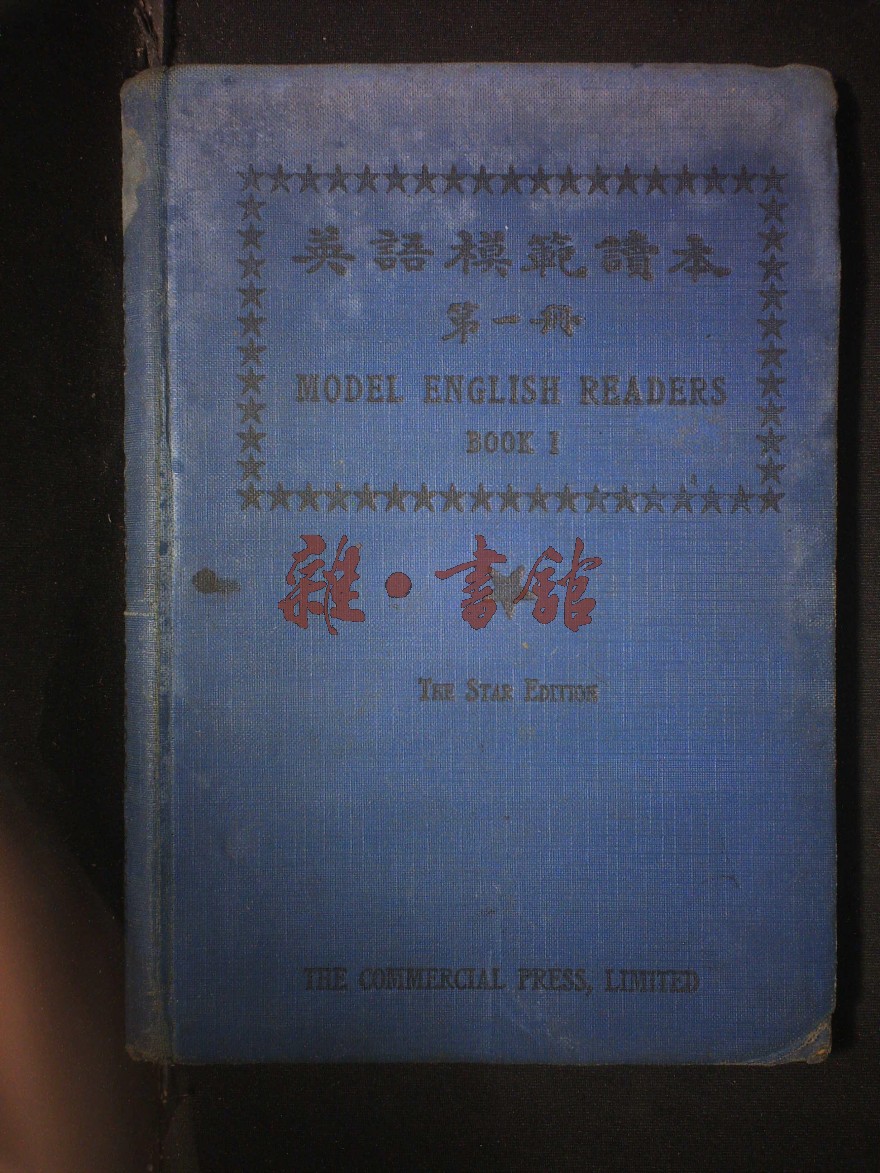 英語模範讀本
第一冊
MODEL ENGLISH READERS
BOOK I
雜·書館
THE STAR EDITION
THE COMMERCIAL PRESS, LIMITED